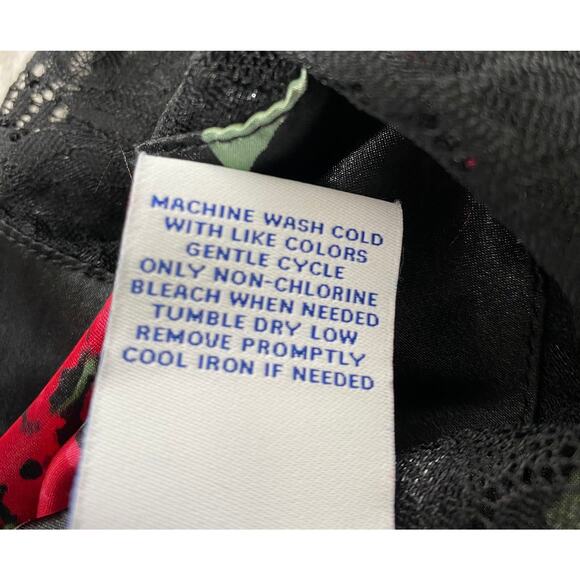 MACHINE WASH COLD
WITH LIKE COLORS
GENTLE CYCLE
ONLY NON-CHLORINE
BLEACH WHEN NEEDED
TUMBLE DRY LOW
REMOVE PROMPTLY
COOL IRON IF NEEDED